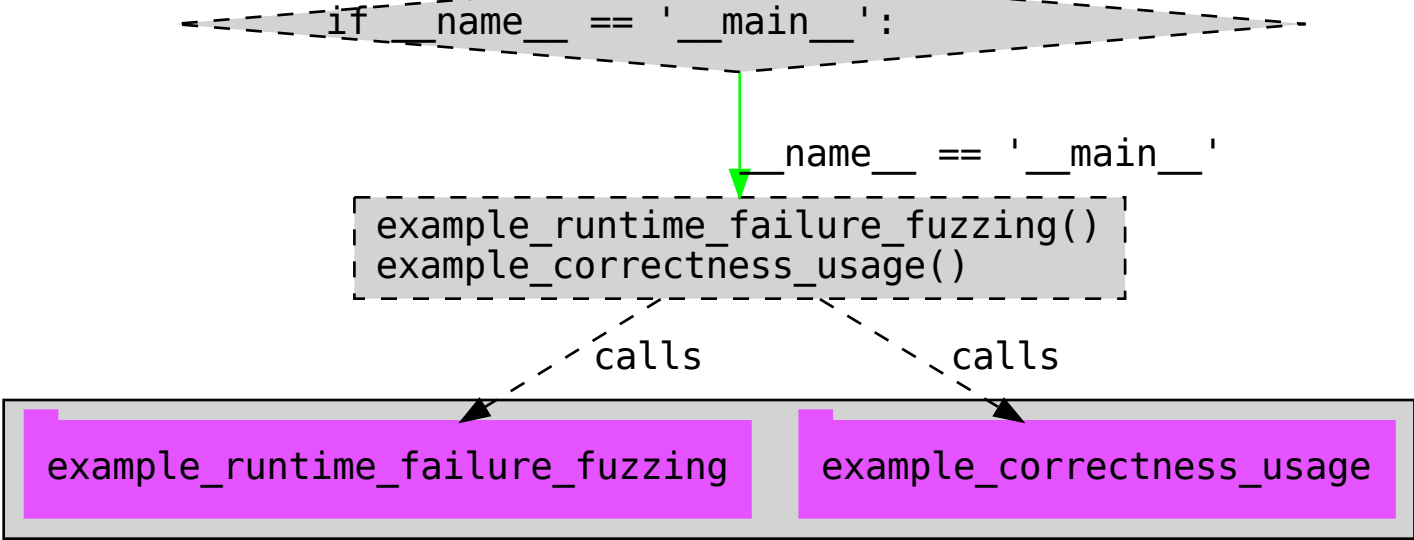 if __name__ == '__main__':
__name__ == '__main__'
example_runtime_failure_fuzzing()
example_correctness_usage()
calls calls
example_runtime_failure_fuzzing example_correctness_usage